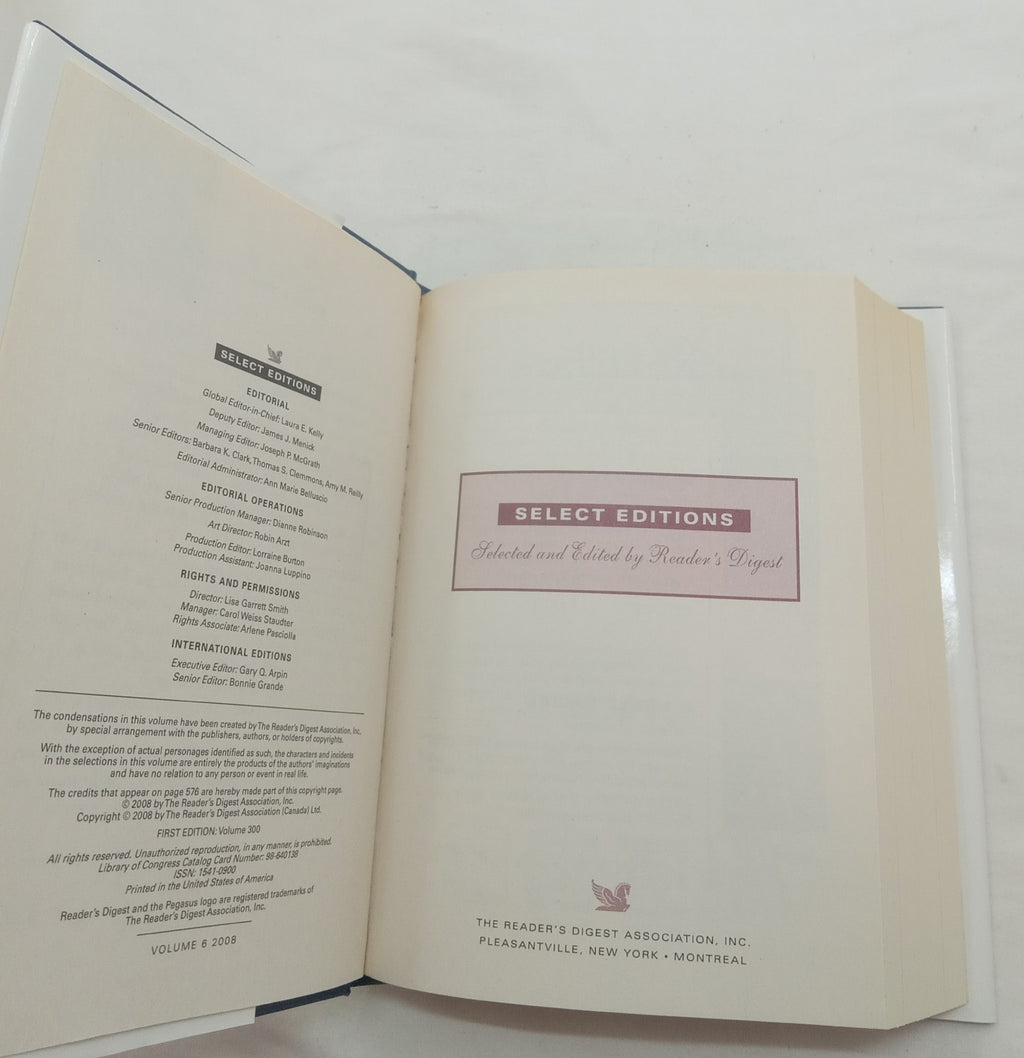 SELECT EDITIONS
EDITORIAL
Global Editor-in-Chief: Laura E. Kelly
Deputy Editor: James J. Menick
Managing Editor: Joseph P. McGrath
Senior Editors: Barbara K. Clark, Thomas S. Clemmons, Amy M. Reilly
Editorial Administrator: Ann Marie Belluscio
EDITORIAL OPERATIONS
Senior Production Manager: Dianne Robinson
Art Director: Robin Arzt
Production Editor: Lorraine Burton
Production Assistant: Joanna Luppino
RIGHTS AND PERMISSIONS
Director: Lisa Garrett Smith
Manager: Carol Weiss Staudter
Rights Associate: Arlene Pasciolla
INTERNATIONAL EDITIONS
Executive Editor: Gary Q. Arpin
Senior Editor: Bonnie Grande
The condensations in this volume have been created by The Reader's Digest Association, Inc.,
by special arrangement with the publishers, authors, or holders of copyrights.
With the exception of actual personages identified as such, the characters and incidents
in the selections in this volume are entirely the products of the authors' imaginations
and have no relation to any person or event in real life.
The credits that appear on page 576 are hereby made part of this copyright page.
© 2008 by The Reader's Digest Association, Inc.
Copyright © 2008 by The Reader's Digest Association (Canada) Ltd.
FIRST EDITION: Volume 300
All rights reserved. Unauthorized reproduction, in any manner, is prohibited.
Library of Congress Catalog Card Number: 98-640138
ISSN: 1541-0900
Printed in the United States of America
Reader's Digest and the Pegasus logo are registered trademarks of
The Reader's Digest Association, Inc.
VOLUME 6 2008
SELECT EDITIONS
Selected and Edited by Reader's Digest
THE READER'S DIGEST ASSOCIATION, INC.
PLEASANTVILLE, NEW YORK • MONTREAL